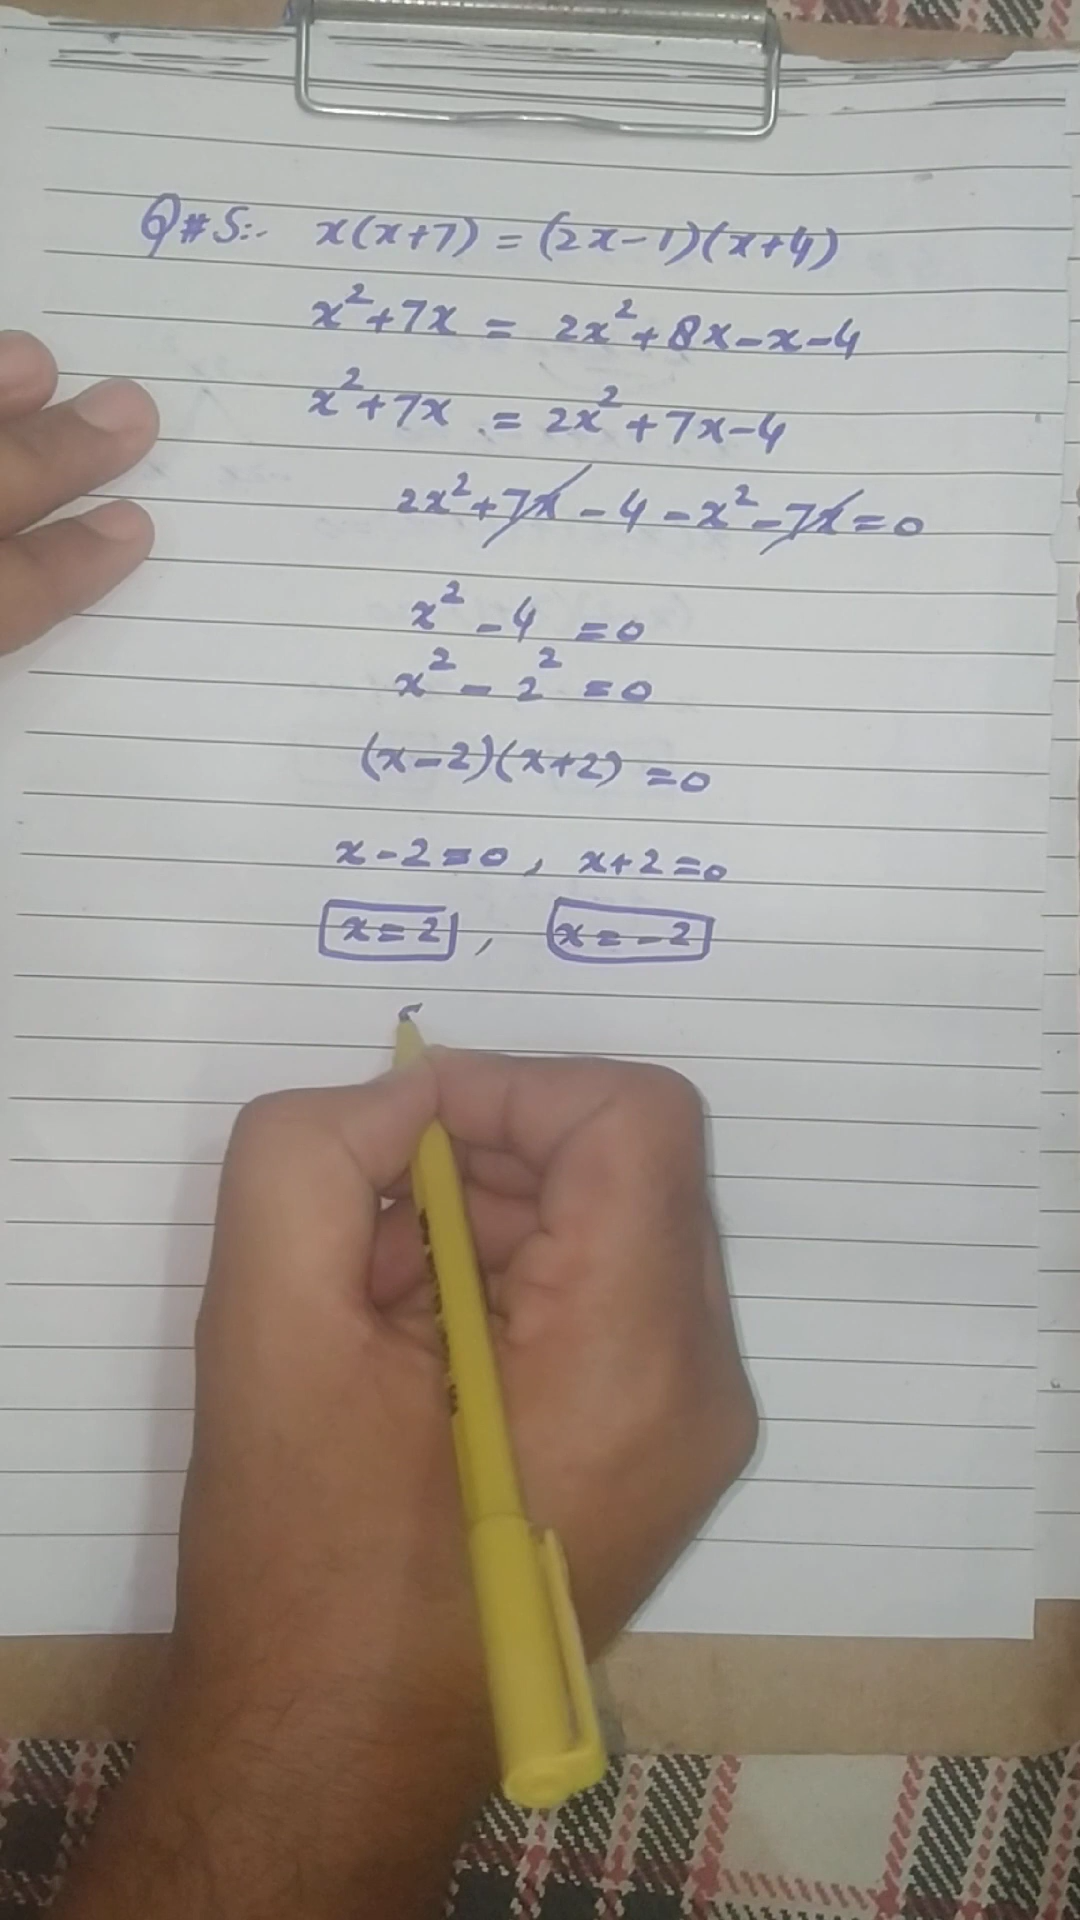 Q#5:- x(x+7) = (2x-1)(x+4)
x²+7x = 2x²+8x-x-4
x²+7x = 2x²+7x-4
2x²+7x-4-x²-7x=0
x²-4=0
x²-2²=0
(x-2)(x+2)=0
x-2=0, x+2=0
x=2, x=-2